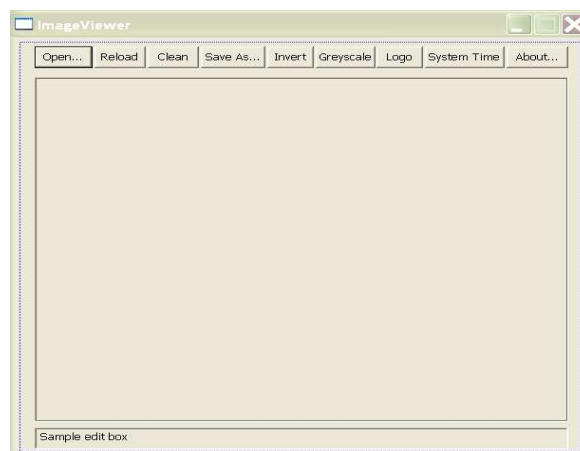 ImageViewer
Open... Reload Clean Save As... Invert Greyscale Logo System Time About...
Sample edit box